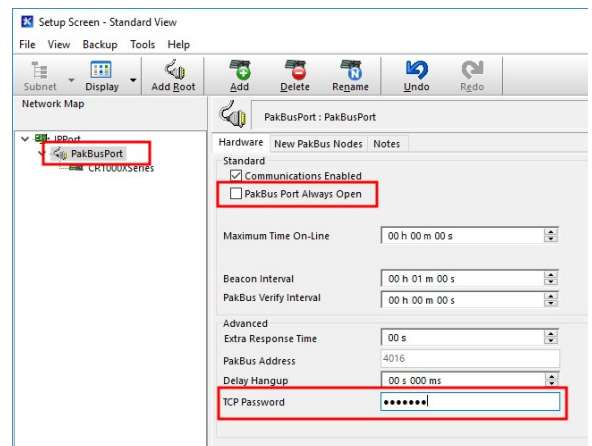 Setup Screen - Standard View
File View Backup Tools Help
Subnet Display Add Root Add Delete Rename Undo Redo
Network Map
PakBusPort : PakBusPort
IPPort
PakBusPort
CR1000XSeries
Hardware New PakBus Nodes Notes
Standard
Communications Enabled
PakBus Port Always Open
Maximum Time On-Line 00 h 00 m 00 s
Beacon Interval 00 h 01 m 00 s
PakBus Verify Interval 00 h 00 m 00 s
Advanced
Extra Response Time 00 s
PakBus Address 4016
Delay Hangup 00 s 000 ms
TCP Password •••••••